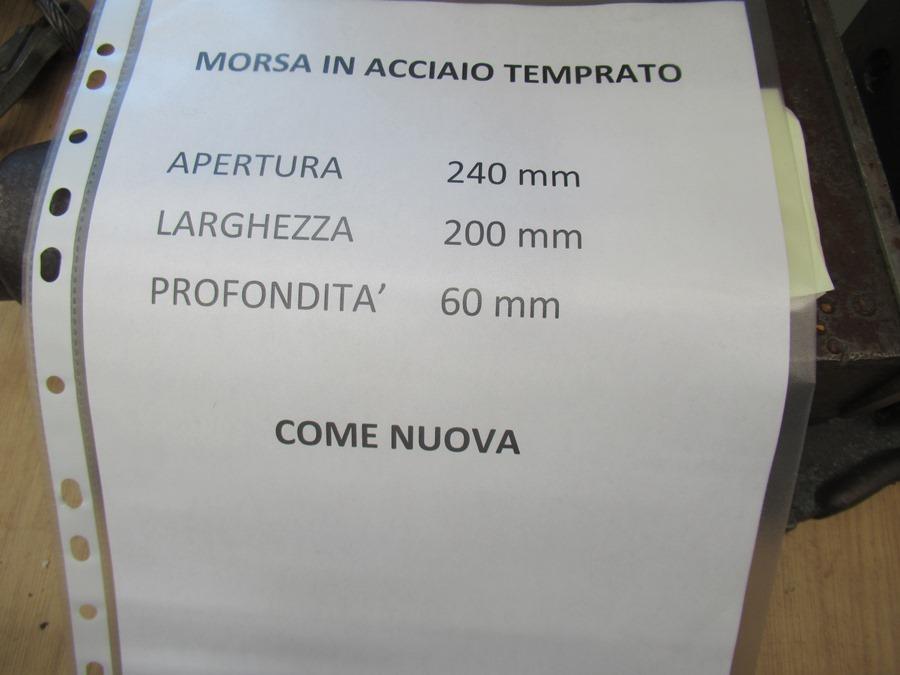 MORSA IN ACCIAIO TEMPRATO
APERTURA 240 mm
LARGHEZZA 200 mm
PROFONDITA’ 60 mm
COME NUOVA